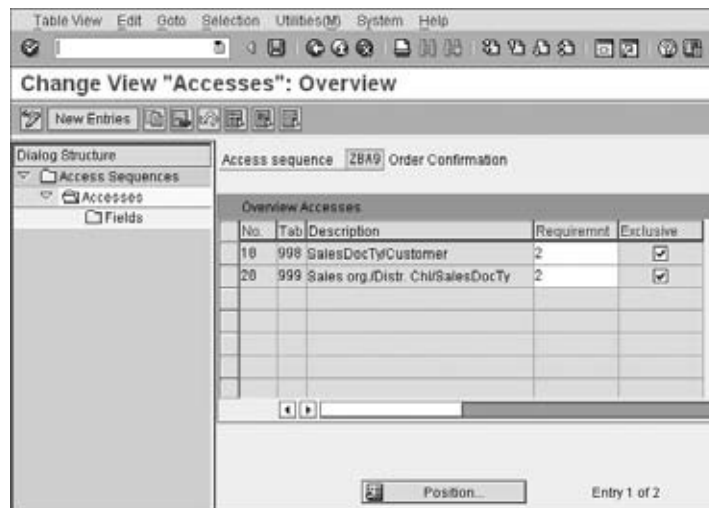 Table View Edit Goto Selection Utilities(M) System Help
Change View "Accesses": Overview
New Entries
Dialog Structure
Access Sequences
Accesses
Fields
Access sequence ZBA9 Order Confirmation
Overview Accesses
No. Tab Description Requiremnt Exclusive
10 998 SalesDocTy/Customer 2
20 999 Sales org./Distr. Chl/SalesDocTy 2
Position...
Entry 1 of 2